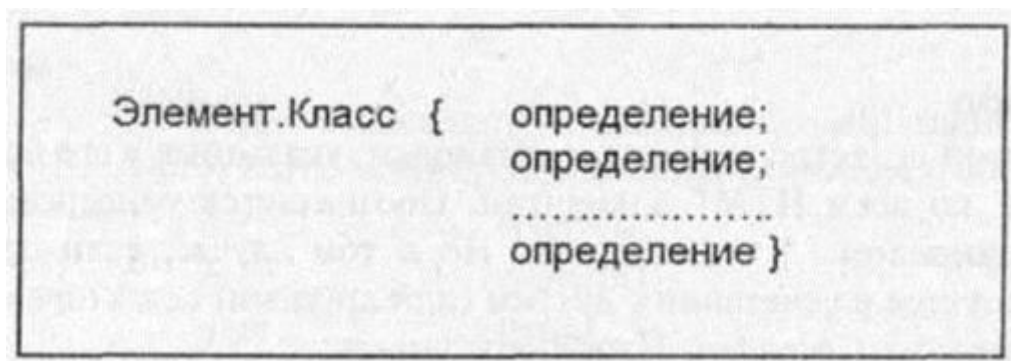 Элемент.Класс { определение;
определение;
.....................
определение }